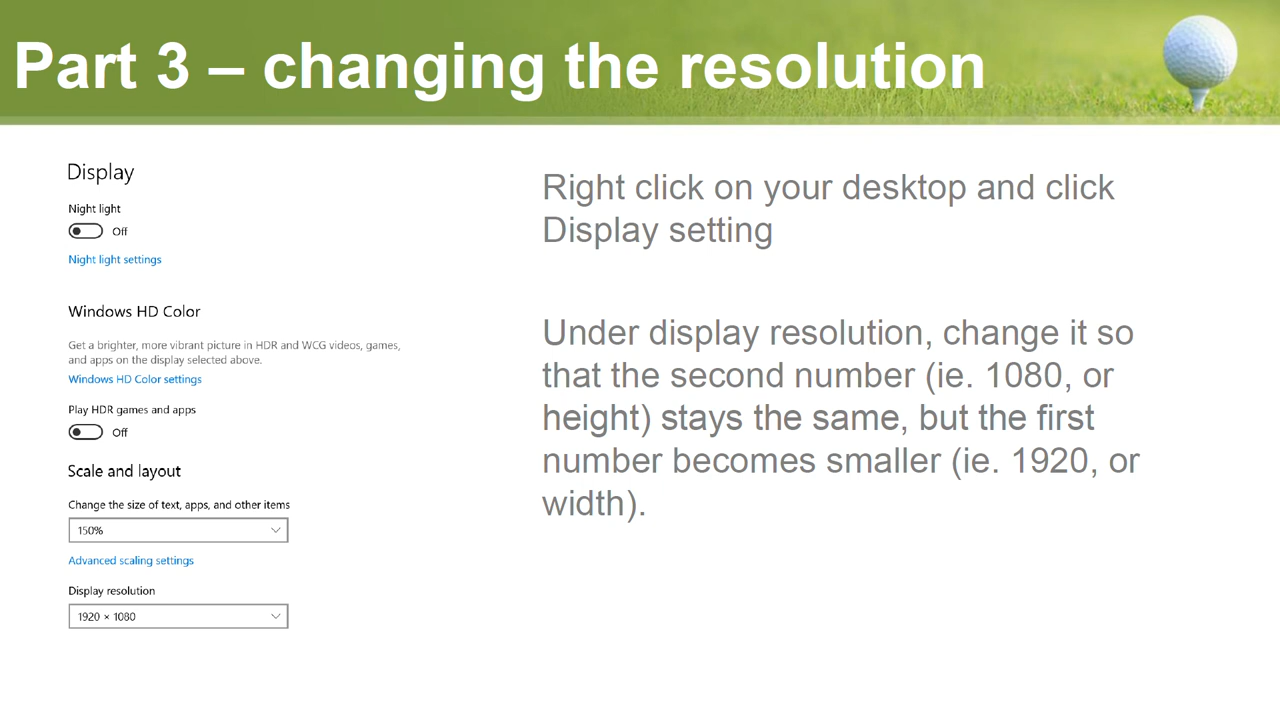 Part 3 – changing the resolution
Display
Night light
Off
Night light settings
Windows HD Color
Get a brighter, more vibrant picture in HDR and WCG videos, games,
and apps on the display selected above.
Windows HD Color settings
Play HDR games and apps
Off
Scale and layout
Change the size of text, apps, and other items
150%
Advanced scaling settings
Display resolution
1920 × 1080
Right click on your desktop and click
Display setting
Under display resolution, change it so
that the second number (ie. 1080, or
height) stays the same, but the first
number becomes smaller (ie. 1920, or
width).